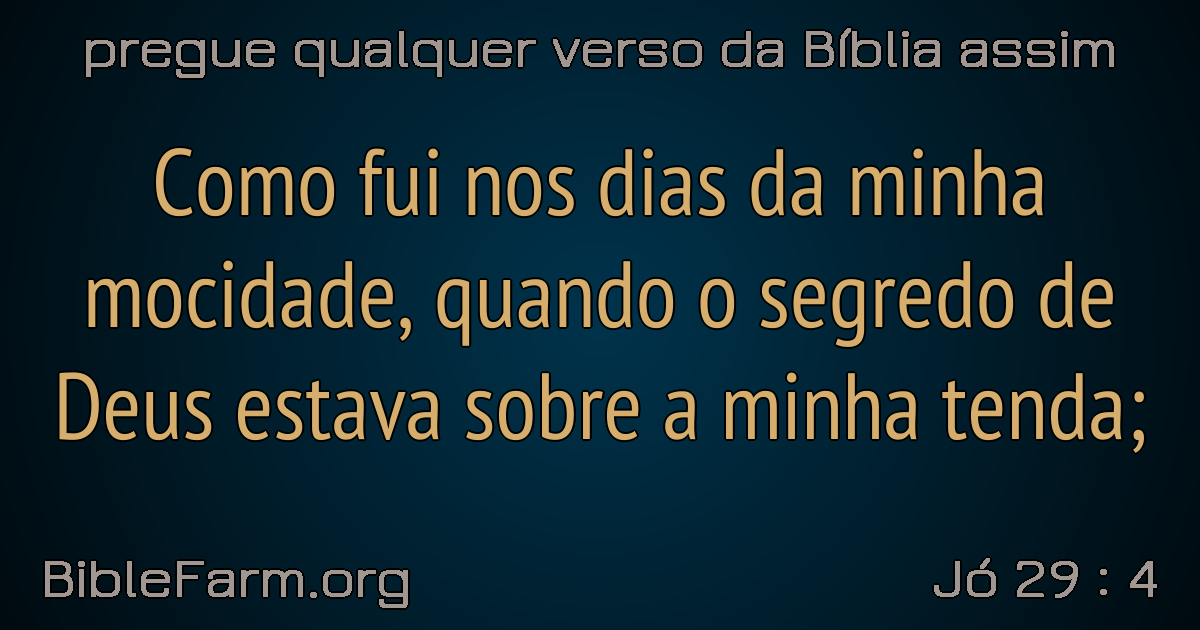 pregue qualquer verso da Bíblia assim
Como fui nos dias da minha
mocidade, quando o segredo de
Deus estava sobre a minha tenda;
BibleFarm.org
Jó 29 : 4